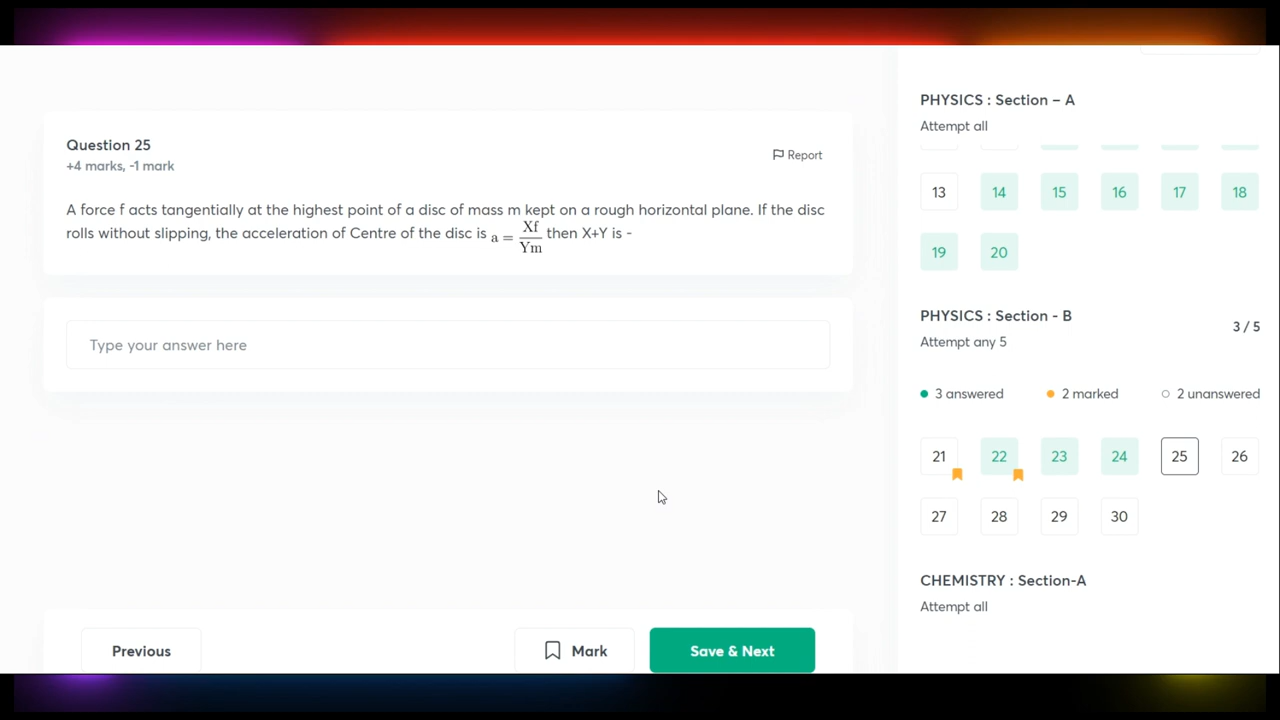 Question 25
+4 marks, -1 mark
Report
A force f acts tangentially at the highest point of a disc of mass m kept on a rough horizontal plane. If the disc
rolls without slipping, the acceleration of Centre of the disc is a = Xf/Ym then X+Y is -
Type your answer here
Previous
Mark
Save & Next
PHYSICS : Section – A
Attempt all
13 14 15 16 17 18
19 20
PHYSICS : Section - B
3 / 5
Attempt any 5
3 answered 2 marked 2 unanswered
21 22 23 24 25 26
27 28 29 30
CHEMISTRY : Section-A
Attempt all